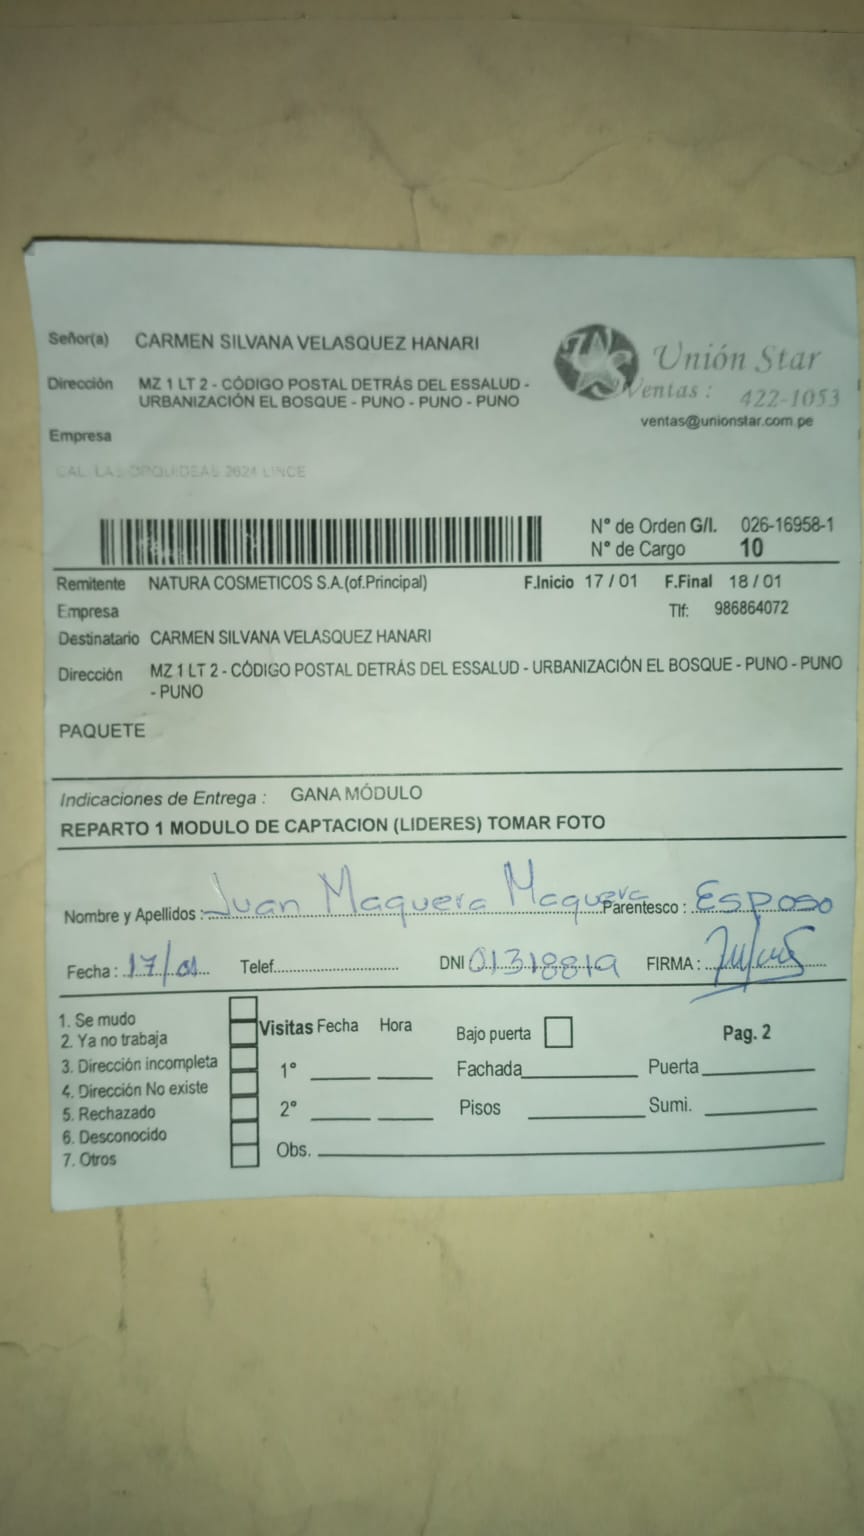 Señor(a) CARMEN SILVANA VELASQUEZ HANARI
Dirección MZ 1 LT 2 - CÓDIGO POSTAL DETRÁS DEL ESSALUD -
URBANIZACIÓN EL BOSQUE - PUNO - PUNO - PUNO
Unión Star
Ventas : 422-1053
ventas@unionstar.com.pe
Empresa
CAL. LAS ORQUIDEAS 2624 LINCE
N° de Orden G/I. 026-16958-1
N° de Cargo 10
Remitente NATURA COSMETICOS S.A.(of.Principal) F.Inicio 17 / 01 F.Final 18 / 01
Empresa Tlf: 986864072
Destinatario CARMEN SILVANA VELASQUEZ HANARI
Dirección MZ 1 LT 2 - CÓDIGO POSTAL DETRÁS DEL ESSALUD - URBANIZACIÓN EL BOSQUE - PUNO - PUNO
- PUNO
PAQUETE
Indicaciones de Entrega : GANA MÓDULO
REPARTO 1 MODULO DE CAPTACION (LIDERES) TOMAR FOTO
Nombre y Apellidos : Juan Maquera Maquera Parentesco : Esposo
Fecha : 17/01 Telef. DNI 01318819 FIRMA :
1. Se mudo
2. Ya no trabaja
3. Dirección incompleta
4. Dirección No existe
5. Rechazado
6. Desconocido
7. Otros
Visitas Fecha Hora Bajo puerta Pag. 2
1° Fachada Puerta
2° Pisos Sumi.
Obs.